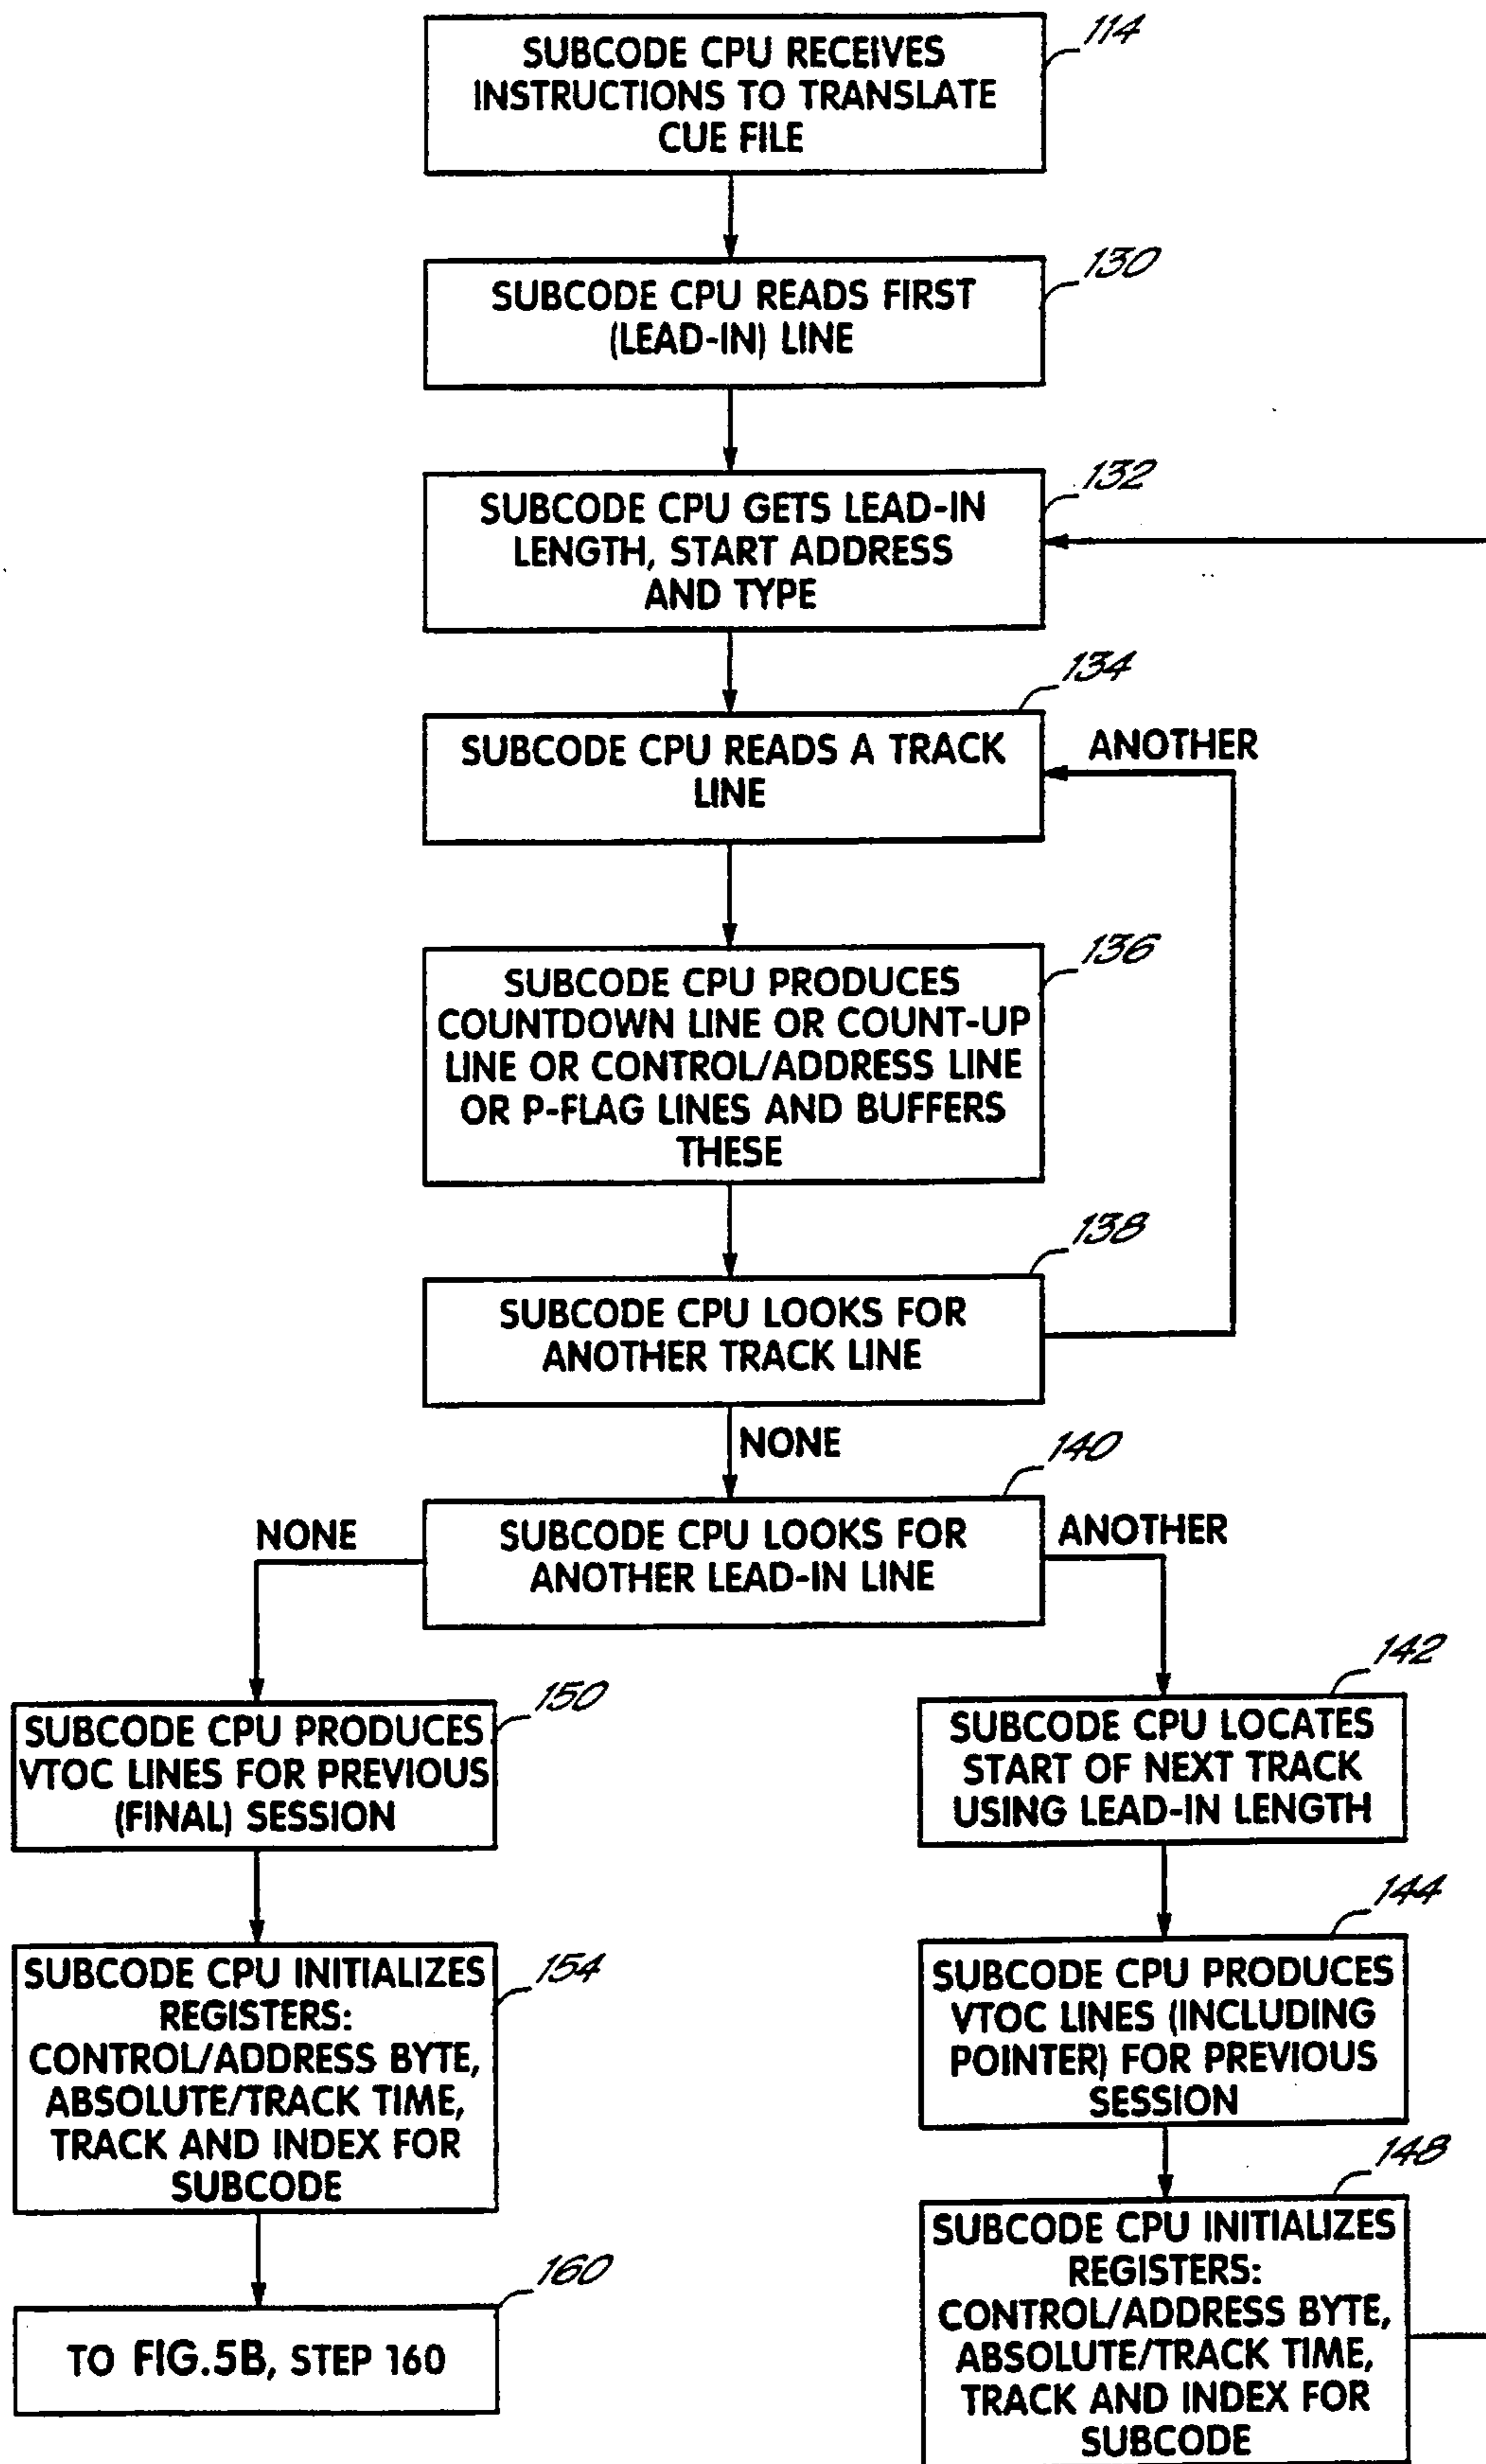 114
SUBCODE CPU RECEIVES
INSTRUCTIONS TO TRANSLATE
CUE FILE
130
SUBCODE CPU READS FIRST
(LEAD-IN) LINE
132
SUBCODE CPU GETS LEAD-IN
LENGTH, START ADDRESS
AND TYPE
134
SUBCODE CPU READS A TRACK
LINE
ANOTHER
136
SUBCODE CPU PRODUCES
COUNTDOWN LINE OR COUNT-UP
LINE OR CONTROL/ADDRESS LINE
OR P-FLAG LINES AND BUFFERS
THESE
138
SUBCODE CPU LOOKS FOR
ANOTHER TRACK LINE
NONE
140
SUBCODE CPU LOOKS FOR
ANOTHER LEAD-IN LINE
NONE
ANOTHER
150
SUBCODE CPU PRODUCES
VTOC LINES FOR PREVIOUS
(FINAL) SESSION
154
SUBCODE CPU INITIALIZES
REGISTERS:
CONTROL/ADDRESS BYTE,
ABSOLUTE/TRACK TIME,
TRACK AND INDEX FOR
SUBCODE
160
TO FIG.5B, STEP 160
142
SUBCODE CPU LOCATES
START OF NEXT TRACK
USING LEAD-IN LENGTH
144
SUBCODE CPU PRODUCES
VTOC LINES (INCLUDING
POINTER) FOR PREVIOUS
SESSION
148
SUBCODE CPU INITIALIZES
REGISTERS:
CONTROL/ADDRESS BYTE,
ABSOLUTE/TRACK TIME,
TRACK AND INDEX FOR
SUBCODE